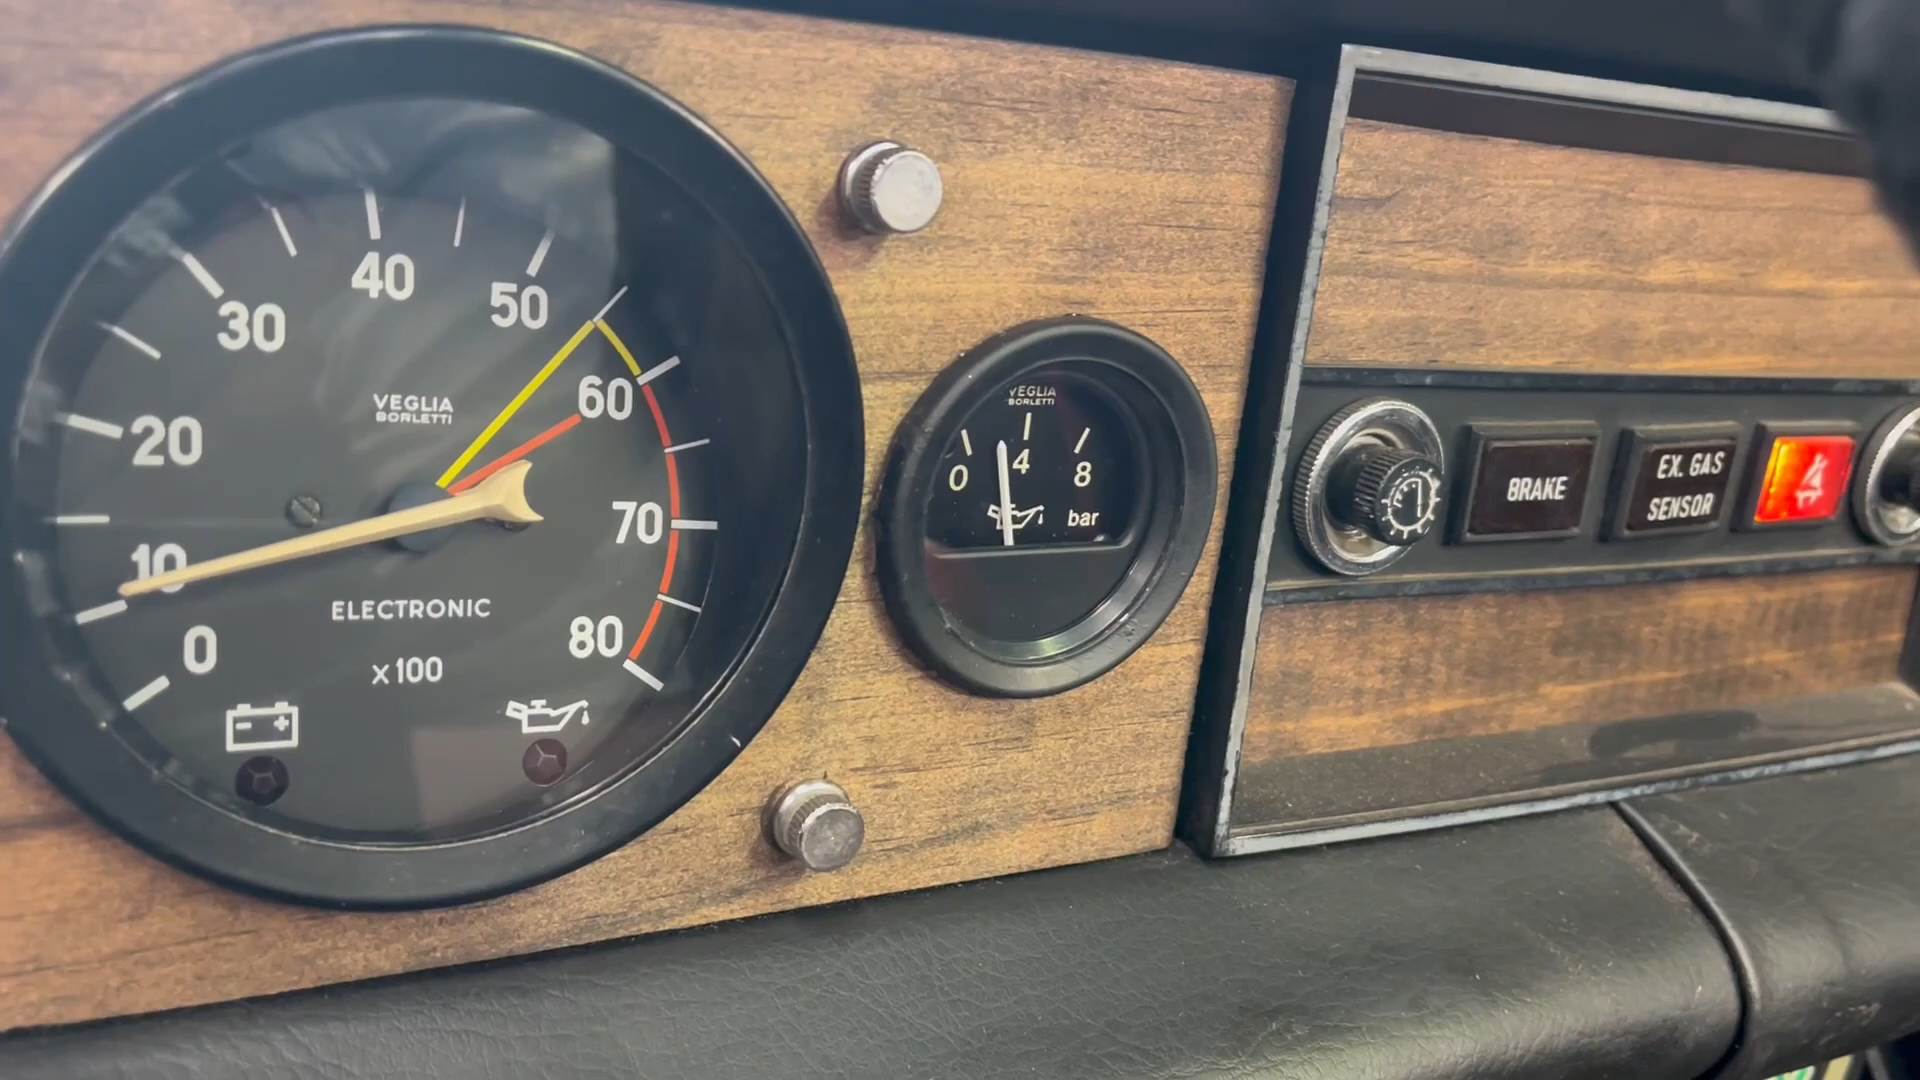 0
10
20
30
40
50
60
70
80
VEGLIA
BORLETTI
ELECTRONIC
x100
VEGLIA
BORLETTI
0
4
8
bar
BRAKE
EX. GAS
SENSOR